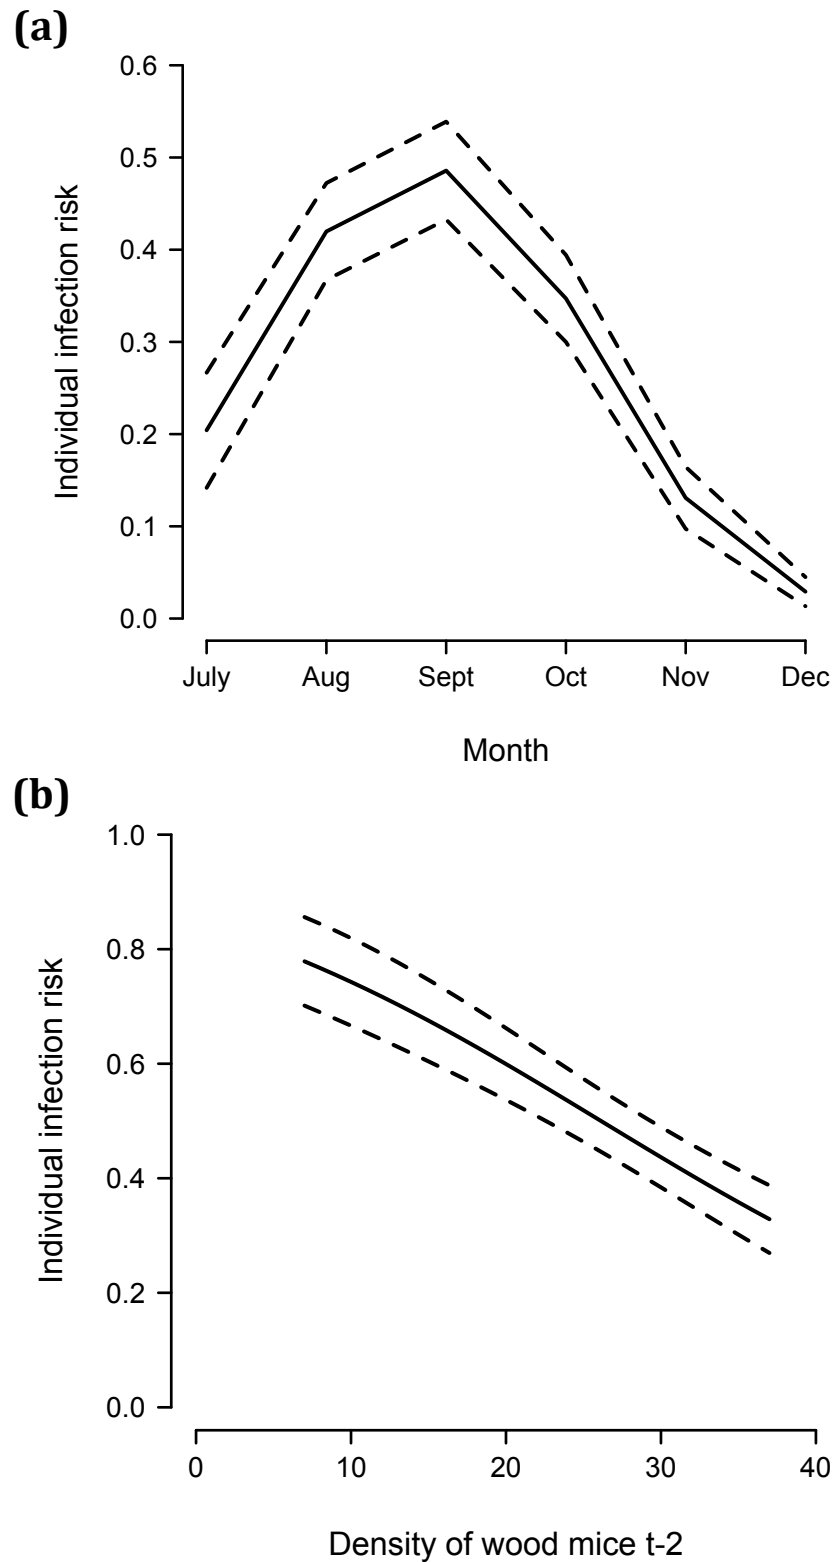 (a)
0.6
0.5
0.4
0.3
0.2
0.1
0.0
Individual infection risk
July Aug Sept Oct Nov Dec
Month
(b)
1.0
0.8
0.6
0.4
0.2
0.0
Individual infection risk
0 10 20 30 40
Density of wood mice t-2